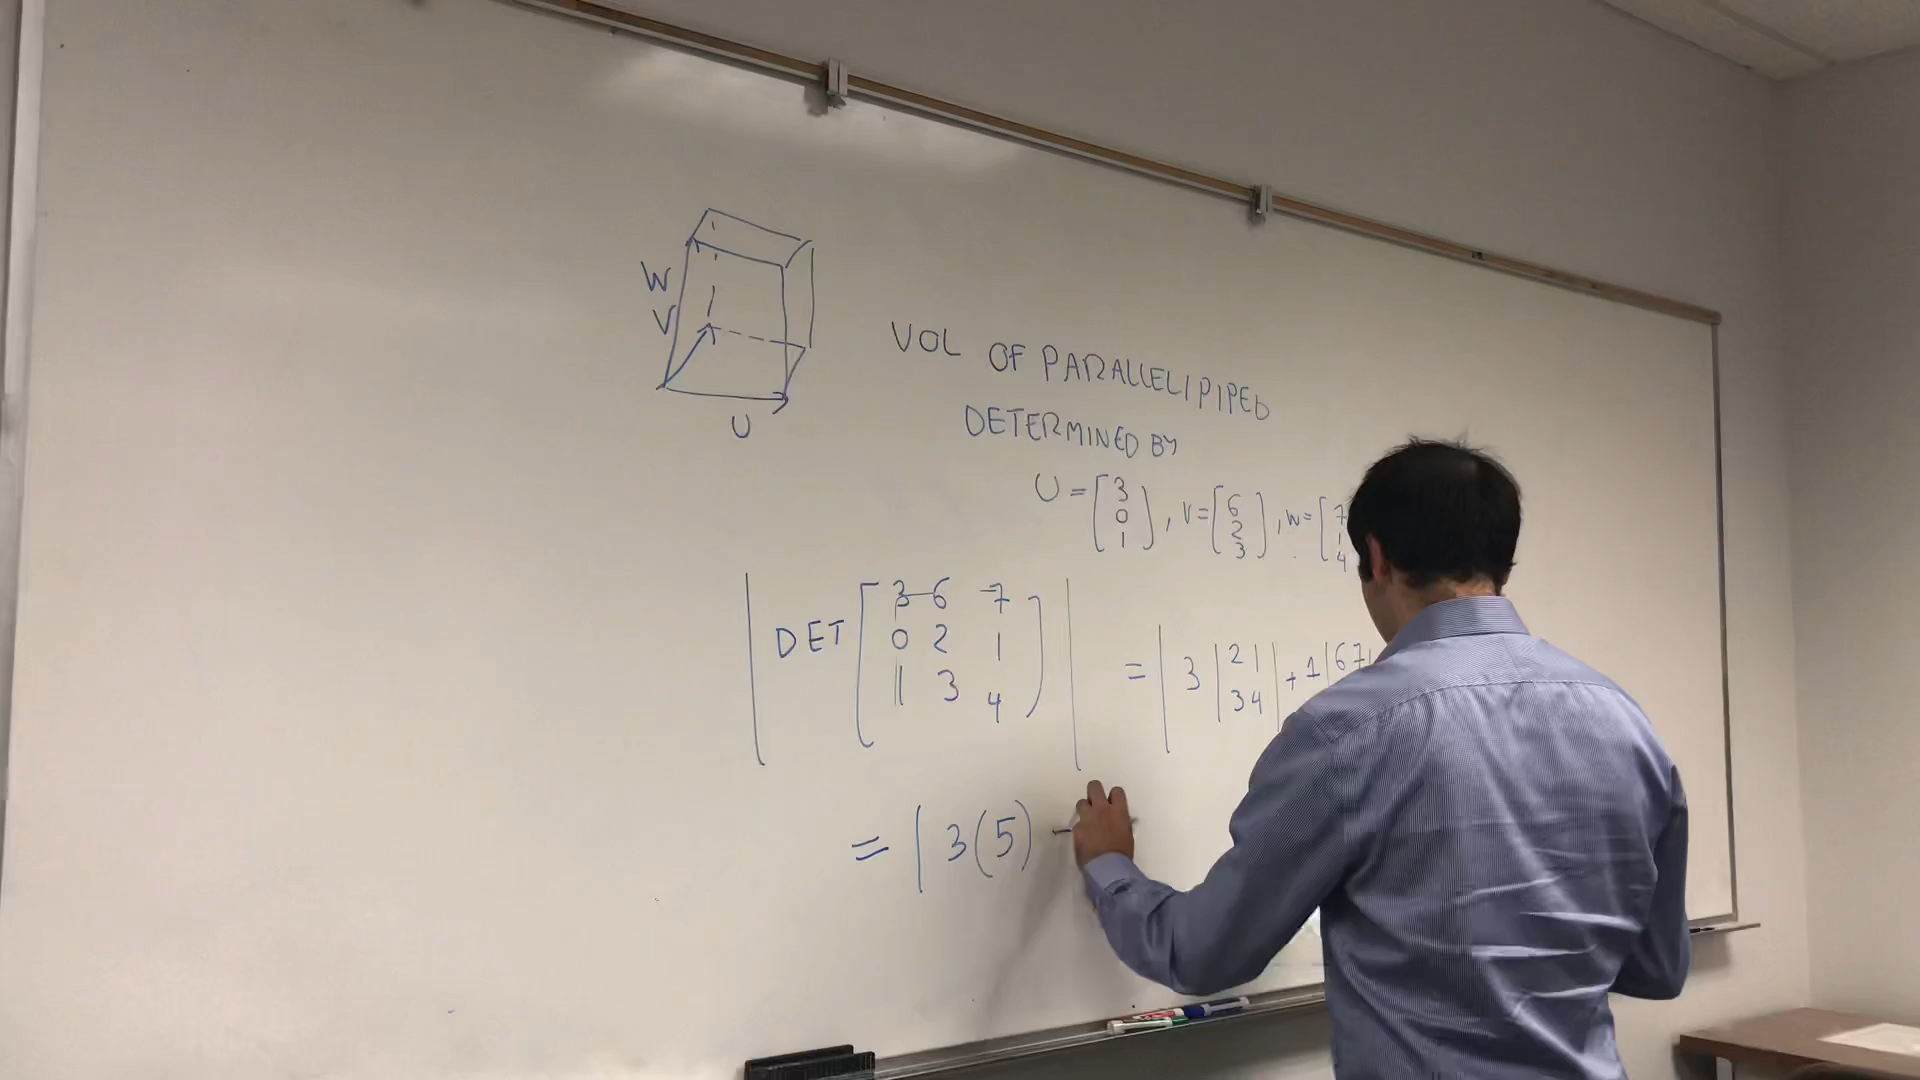 W
V
U
VOL OF PARALLELIPIPED
DETERMINED BY
U = [3 0 1], V = [6 2 3], W = [7 1 4
| DET [3 6 7
0 2 1
1 3 4] | = | 3 |2 1
3 4| + 1 |6 7
= | 3(5)